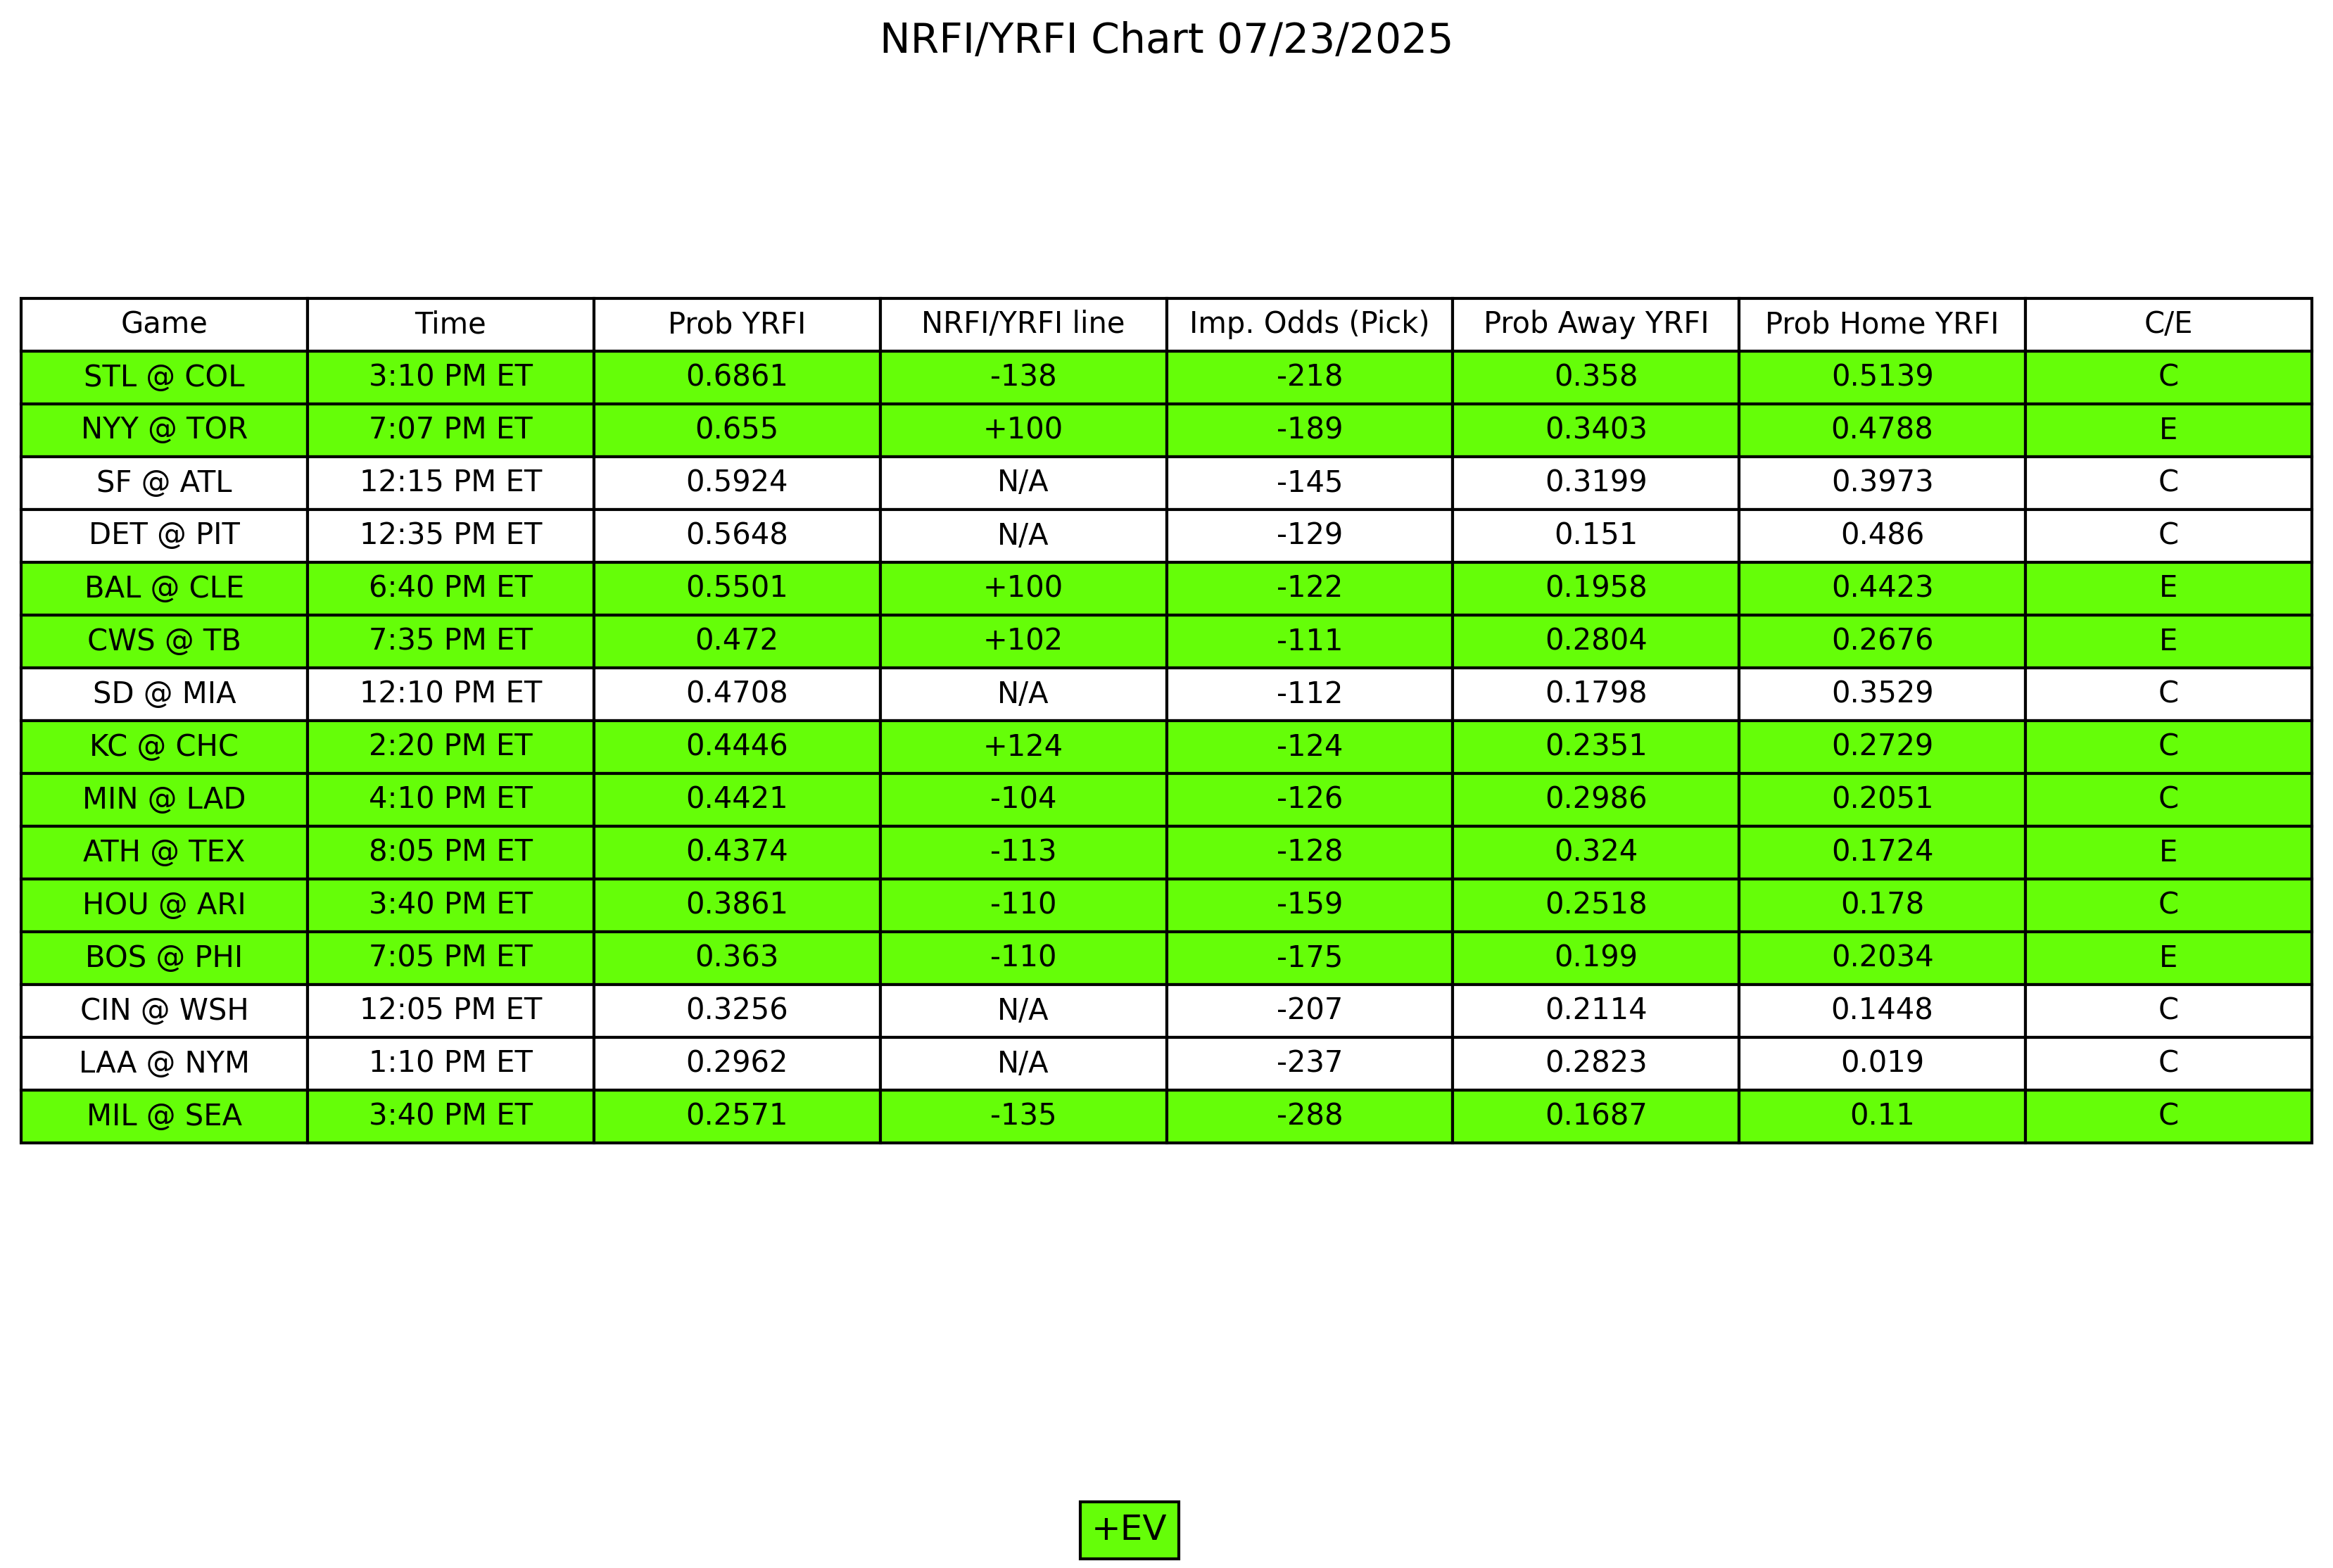 NRFI/YRFI Chart 07/23/2025
Game Time Prob YRFI NRFI/YRFI line Imp. Odds (Pick) Prob Away YRFI Prob Home YRFI C/E
STL @ COL 3:10 PM ET 0.6861 -138 -218 0.358 0.5139 C
NYY @ TOR 7:07 PM ET 0.655 +100 -189 0.3403 0.4788 E
SF @ ATL 12:15 PM ET 0.5924 N/A -145 0.3199 0.3973 C
DET @ PIT 12:35 PM ET 0.5648 N/A -129 0.151 0.486 C
BAL @ CLE 6:40 PM ET 0.5501 +100 -122 0.1958 0.4423 E
CWS @ TB 7:35 PM ET 0.472 +102 -111 0.2804 0.2676 E
SD @ MIA 12:10 PM ET 0.4708 N/A -112 0.1798 0.3529 C
KC @ CHC 2:20 PM ET 0.4446 +124 -124 0.2351 0.2729 C
MIN @ LAD 4:10 PM ET 0.4421 -104 -126 0.2986 0.2051 C
ATH @ TEX 8:05 PM ET 0.4374 -113 -128 0.324 0.1724 E
HOU @ ARI 3:40 PM ET 0.3861 -110 -159 0.2518 0.178 C
BOS @ PHI 7:05 PM ET 0.363 -110 -175 0.199 0.2034 E
CIN @ WSH 12:05 PM ET 0.3256 N/A -207 0.2114 0.1448 C
LAA @ NYM 1:10 PM ET 0.2962 N/A -237 0.2823 0.019 C
MIL @ SEA 3:40 PM ET 0.2571 -135 -288 0.1687 0.11 C
+EV